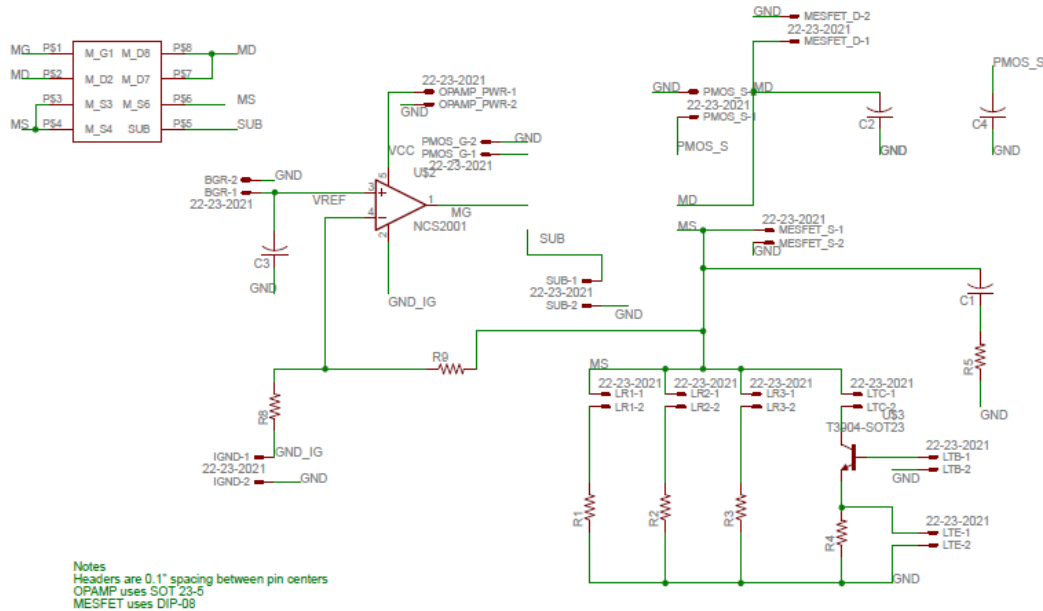 GND
MESFET_D-2
22-23-2021
MESFET_D-1
MG P$1 M_G1 M_D8 P$8 MD
MD P$2 M_D2 M_D7 P$7
P$3 M_S3 M_S6 P$6 MS
MS P$4 M_S4 SUB P$5 SUB
22-23-2021
OPAMP_PWR-1
GND OPAMP_PWR-2
GND PMOS_S-
MD
22-23-2021
PMOS_S-1
PMOS_S
C2
GND
PMOS_S
C4
GND
PMOS_G-2 GND
PMOS_G-1
22-23-2021
VCC
U$2
BGR-2 GND
BGR-1
22-23-2021
VREF
5
3
4
1
2
MG
NCS2001
C3
GND
GND_IG
MD
MS
22-23-2021
MESFET_S-1
MESFET_S-2
GND
SUB
SUB-1
22-23-2021
SUB-2
GND
C1
R5
GND
R9
R8
IGND-1 GND_IG
22-23-2021
IGND-2 GND
MS
22-23-2021 22-23-2021 22-23-2021 22-23-2021
LR1-1 LR2-1 LR3-1 LTC-1
LR1-2 LR2-2 LR3-2 LTC-2
U$3
T3904-SOT23
22-23-2021
LTB-1
GND LTB-2
R1 R2 R3 R4
22-23-2021
LTE-1
LTE-2
GND
Notes
Headers are 0.1" spacing between pin centers
OPAMP uses SOT 23-5
MESFET uses DIP-08